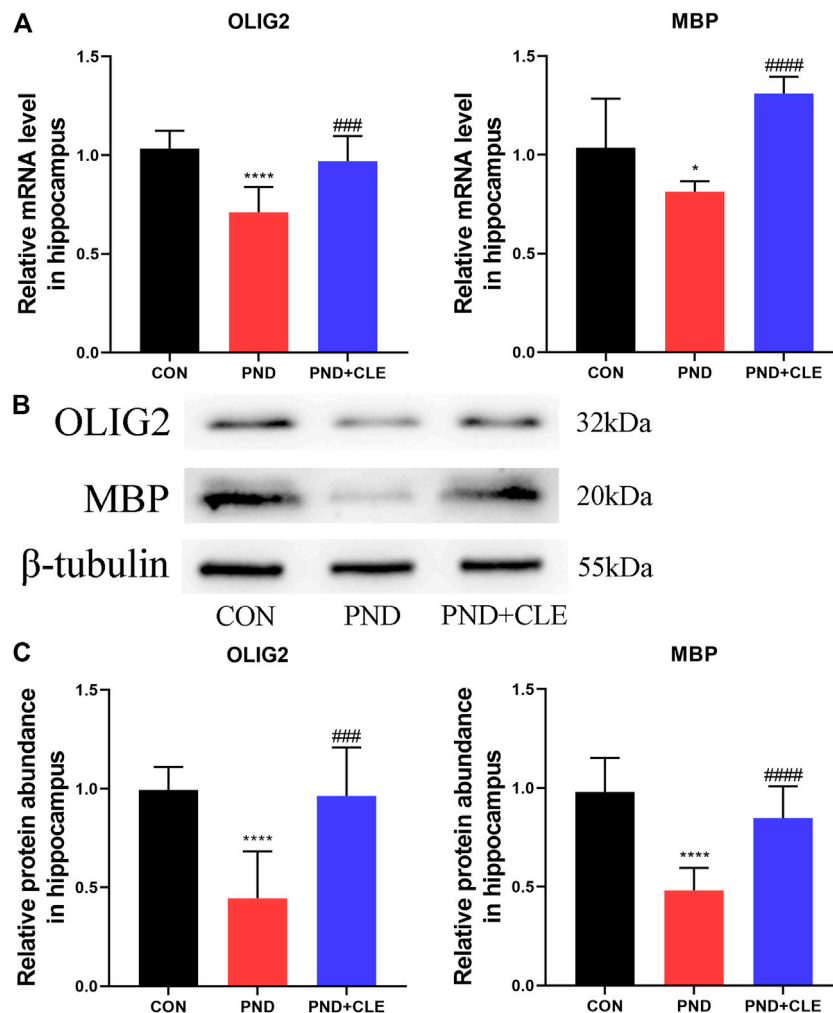 A
OLIG2
Relative mRNA level
in hippocampus
1.5
1.0
0.5
0.0
****
###
CON PND PND+CLE
MBP
Relative mRNA level
in hippocampus
1.5
1.0
0.5
0.0
*
####
CON PND PND+CLE
B
OLIG2 32kDa
MBP 20kDa
β-tubulin 55kDa
CON PND PND+CLE
C
OLIG2
Relative protein abundance
in hippocampus
1.5
1.0
0.5
0.0
****
###
CON PND PND+CLE
MBP
Relative protein abundance
in hippocampus
1.5
1.0
0.5
0.0
****
####
CON PND PND+CLE